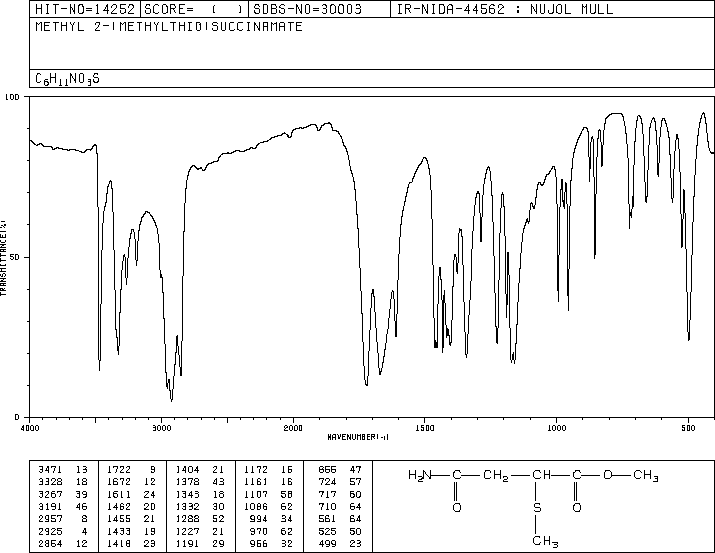 HIT-NO=14252 SCORE= ( ) SDBS-NO=30003 IR-NIDA-44562 : NUJOL MULL
METHYL 2-(METHYLTHIO)SUCCINAMATE
C6H11NO3S
100
50
0
TRANSMITTANCE(%)
4000 3000 2000 1500 1000 500
WAVENUMBER(-1)
3471 13 1722 9 1404 21 1172 16 866 47
3328 18 1672 12 1378 43 1161 16 724 57
3267 39 1611 24 1343 18 1107 58 717 60
3191 46 1462 20 1332 30 1086 62 710 64
2957 8 1455 21 1288 52 994 34 561 64
2925 4 1433 19 1227 21 970 62 525 50
2854 12 1418 23 1191 29 956 32 499 23
H2N C CH2 CH C O CH3
O S O
CH3